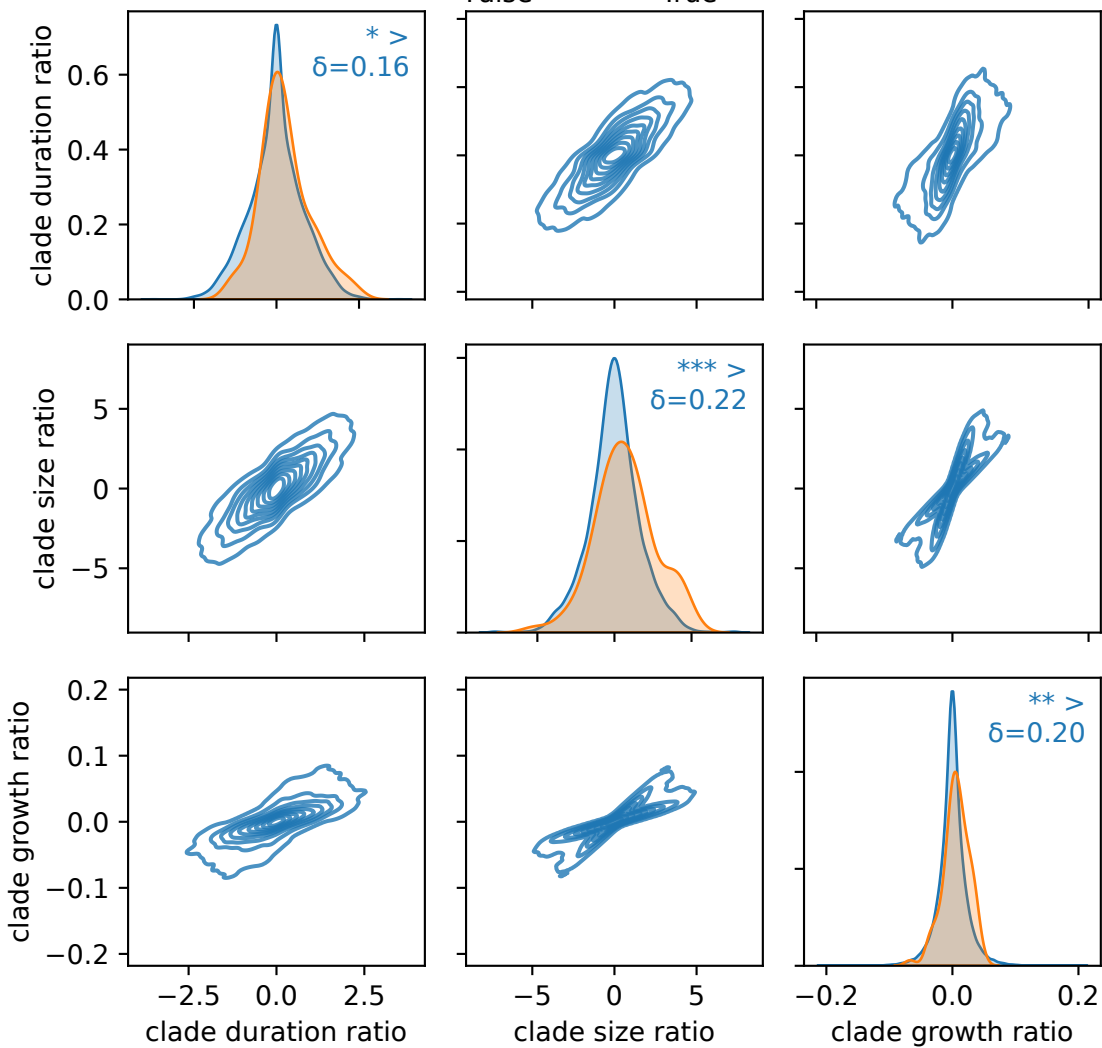 True
clade duration ratio
0.6
0.4
0.2
0.0
* >
δ=0.16
clade size ratio
5
0
−5
*** >
δ=0.22
clade growth ratio
0.2
0.1
0.0
−0.1
−0.2
** >
δ=0.20
−2.5
0.0
2.5
−5
0
5
−0.2
0.0
0.2
clade duration ratio
clade size ratio
clade growth ratio